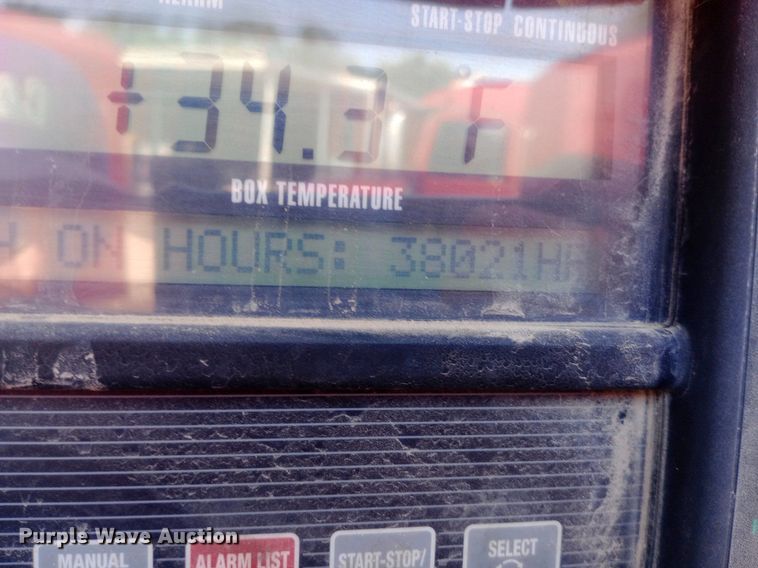 ALARM
START-STOP CONTINUOUS
+34.3 °F
BOX TEMPERATURE
H ON HOURS: 38021HR
Purple Wave Auction
MANUAL
ALARM LIST
START-STOP/
SELECT